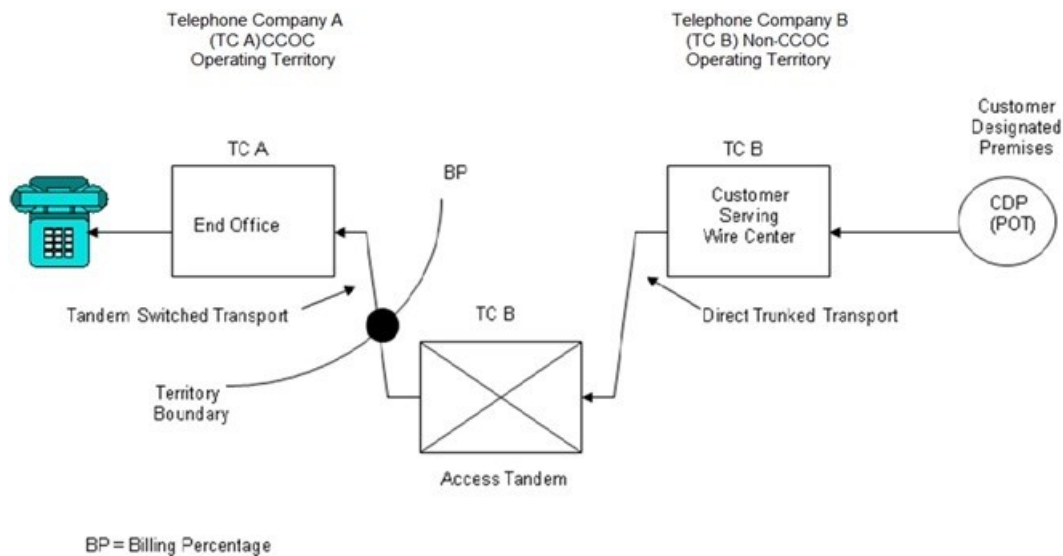 Telephone Company A
(TC A)CCOC
Operating Territory
Telephone Company B
(TC B) Non-CCOC
Operating Territory
Customer
Designated
Premises
TC A
BP
TC B
End Office
Customer
Serving
Wire Center
CDP
(POT)
Tandem Switched Transport
TC B
Direct Trunked Transport
Territory
Boundary
Access Tandem
BP = Billing Percentage